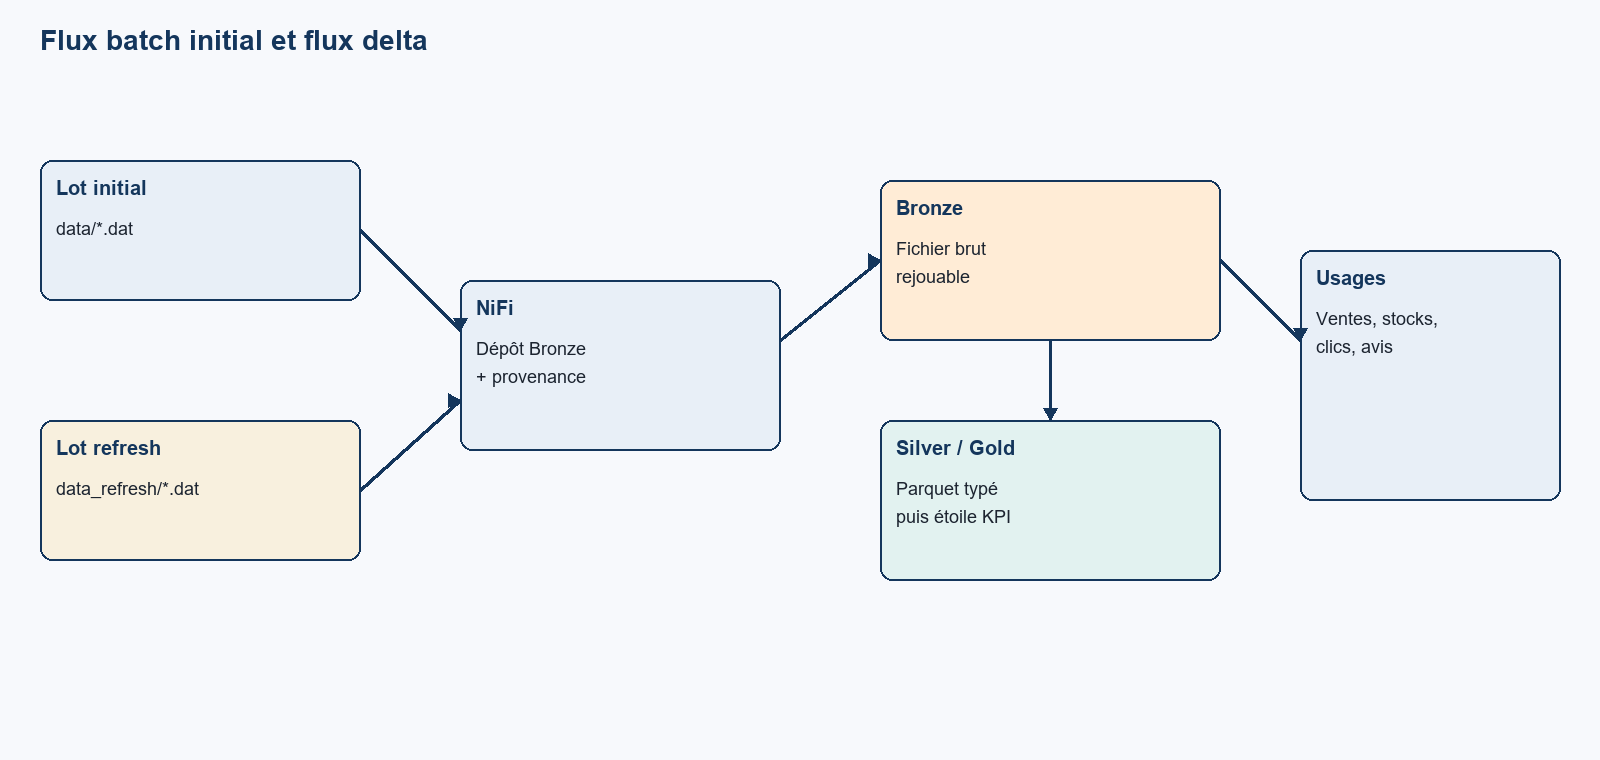 Flux batch initial et flux delta
Lot initial
data/*.dat
Lot refresh
data_refresh/*.dat
NiFi
Dépôt Bronze
+ provenance
Bronze
Fichier brut
rejouable
Silver / Gold
Parquet typé
puis étoile KPI
Usages
Ventes, stocks,
clics, avis